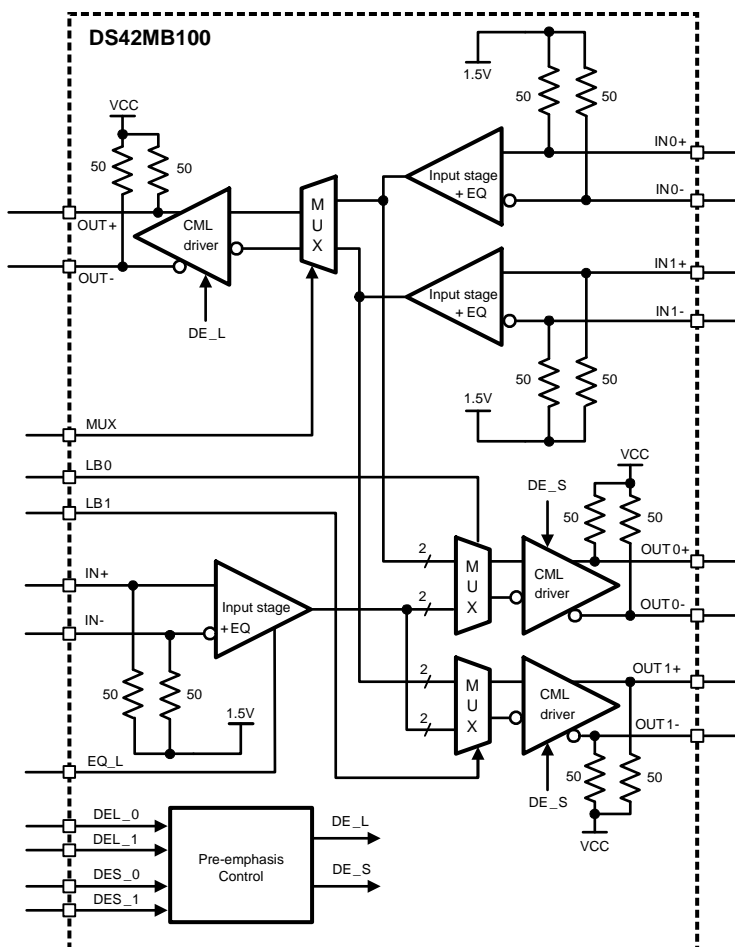 DS42MB100
1.5V
50
50
VCC
50
50
IN0+
Input stage
+ EQ
IN0-
OUT+
CML
driver
M
U
X
OUT-
IN1+
Input stage
+ EQ
IN1-
DE_L
50
50
1.5V
MUX
LB0
VCC
LB1
DE_S
50
50
2
OUT0+
M
U
X
CML
driver
IN+
2
Input stage
+ EQ
OUT0-
IN-
OUT1+
2
M
U
X
CML
driver
50
50
1.5V
2
OUT1-
EQ_L
50
50
DE_S
DEL_0
DE_L
VCC
DEL_1
Pre-emphasis
Control
DES_0
DE_S
DES_1